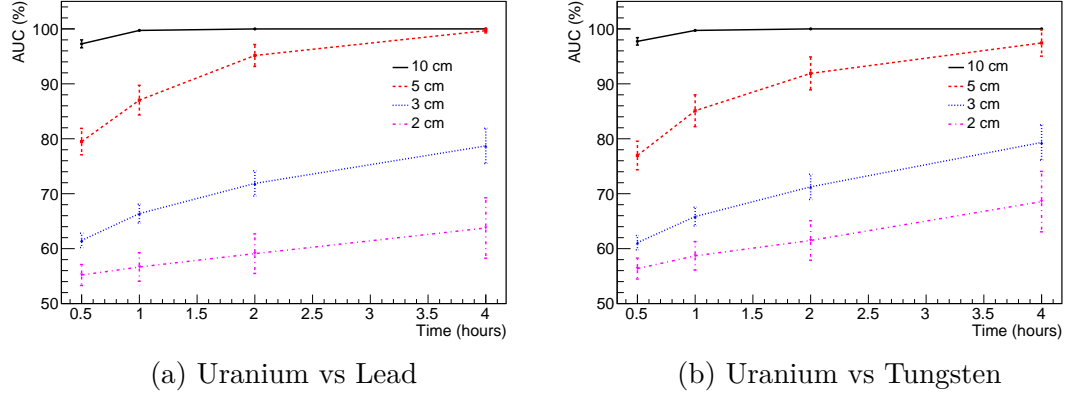 AUC (%)
100
90
80
70
60
50
10 cm
5 cm
3 cm
2 cm
0.5 1 1.5 2 2.5 3 3.5 4
Time (hours)
(a) Uranium vs Lead
AUC (%)
100
90
80
70
60
50
10 cm
5 cm
3 cm
2 cm
0.5 1 1.5 2 2.5 3 3.5 4
Time (hours)
(b) Uranium vs Tungsten